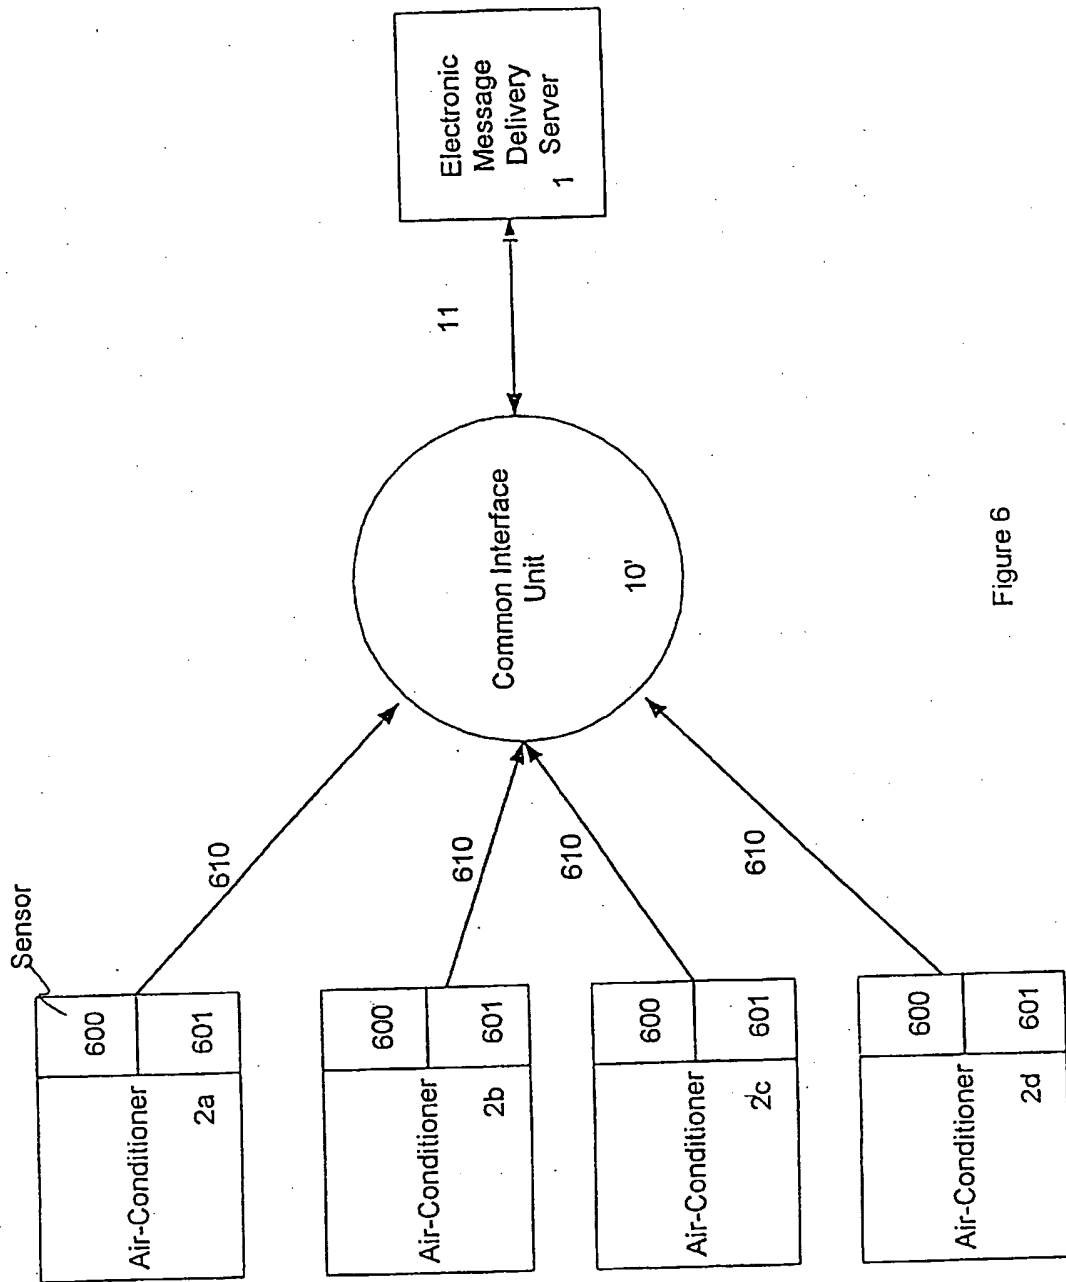 Sensor
600
601
Air-Conditioner
2a
610
600
601
Air-Conditioner
2b
610
600
601
Air-Conditioner
2c
610
600
601
Air-Conditioner
2d
610
Common Interface
Unit
10'
11
Electronic
Message
Delivery
Server
1
Figure 6